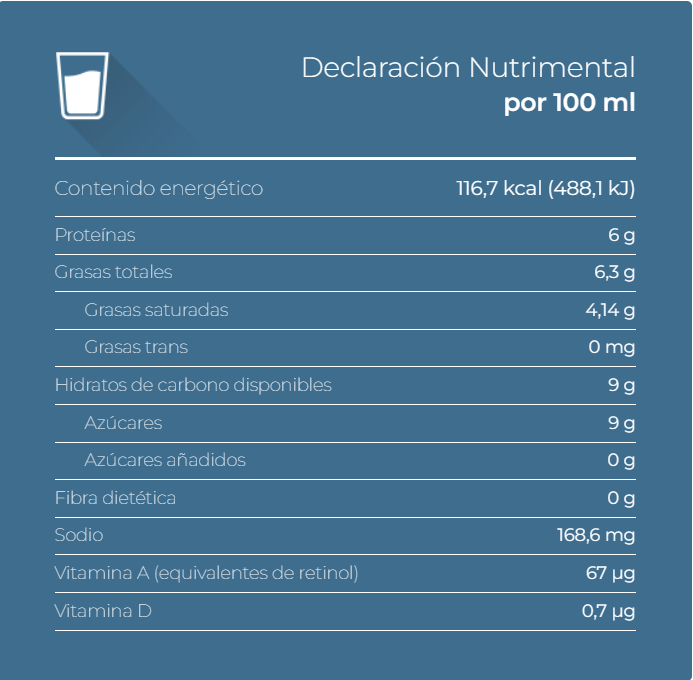 Declaración Nutrimental
por 100 ml
Contenido energético 116,7 kcal (488,1 kJ)
Proteínas 6 g
Grasas totales 6,3 g
Grasas saturadas 4,14 g
Grasas trans 0 mg
Hidratos de carbono disponibles 9 g
Azúcares 9 g
Azúcares añadidos 0 g
Fibra dietética 0 g
Sodio 168,6 mg
Vitamina A (equivalentes de retinol) 67 µg
Vitamina D 0,7 µg